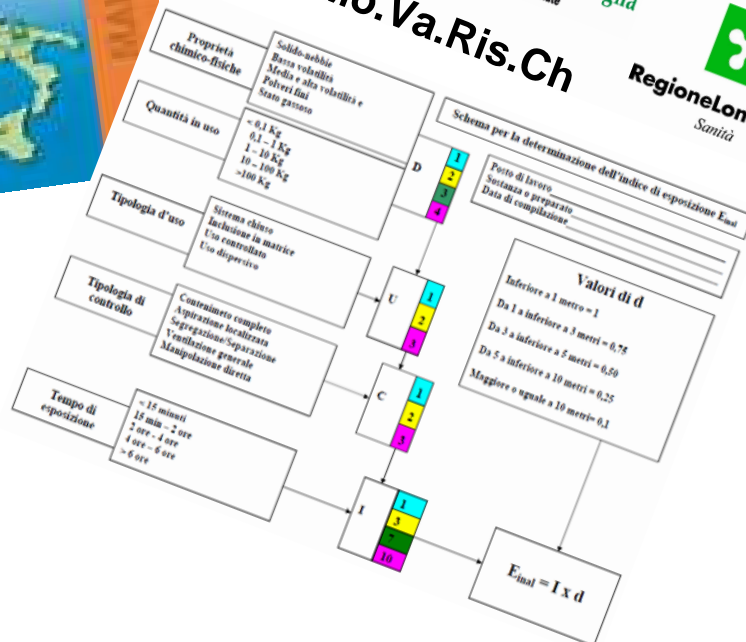 .Va.Ris.Ch
RegioneLom
Sanità
Proprietà
chimico-fisiche
Solido-nebbie
Bassa volatilità
Media e alta volatilità e
Polveri fini
Stato gassoso
Quantità in uso
< 0,1 Kg
0,1 – 1 Kg
1 – 10 Kg
10 – 100 Kg
>100 Kg
D
1
2
3
4
Schema per la determinazione dell'indice di esposizione Einal
Posto di lavoro
Sostanza o preparato
Data di compilazione
Tipologia d'uso
Sistema chiuso
Inclusione in matrice
Uso controllato
Uso dispersivo
U
1
2
3
Valori di d
Inferiore a 1 metro = 1
Da 1 a inferiore a 3 metri = 0,75
Da 3 a inferiore a 5 metri = 0,50
Da 5 a inferiore a 10 metri = 0,25
Maggiore o uguale a 10 metri= 0,1
Tipologia di
controllo
Contenimeto completo
Aspirazione localizzata
Segregazione/Separazione
Ventilazione generale
Manipolazione diretta
C
1
2
3
Tempo di
esposizione
< 15 minuti
15 min – 2 ore
2 ore - 4 ore
4 ore – 6 ore
> 6 ore
I
1
3
7
10
Einal = I x d